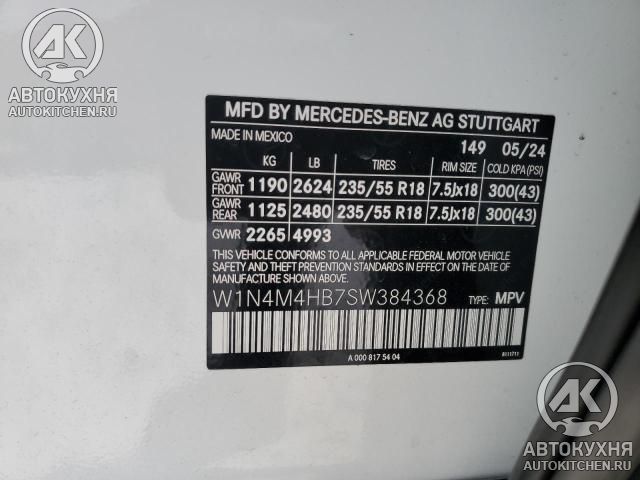 АК
АВТОКУХНЯ
AUTOKITCHEN.RU
MFD BY MERCEDES-BENZ AG STUTTGART
MADE IN MEXICO
149 05/24
KG LB TIRES RIM SIZE COLD KPA(PSI)
GAWR FRONT 1190 2624 235/55 R18 7.5Jx18 300(43)
GAWR REAR 1125 2480 235/55 R18 7.5Jx18 300(43)
GVWR 2265 4993
THIS VEHICLE CONFORMS TO ALL APPLICABLE FEDERAL MOTOR VEHICLE
SAFETY AND THEFT PREVENTION STANDARDS IN EFFECT ON THE DATE
OF MANUFACTURE SHOWN ABOVE.
W1N4M4HB7SW384368 TYPE: MPV
A 000 817 54 04
АК
АВТОКУХНЯ
AUTOKITCHEN.RU